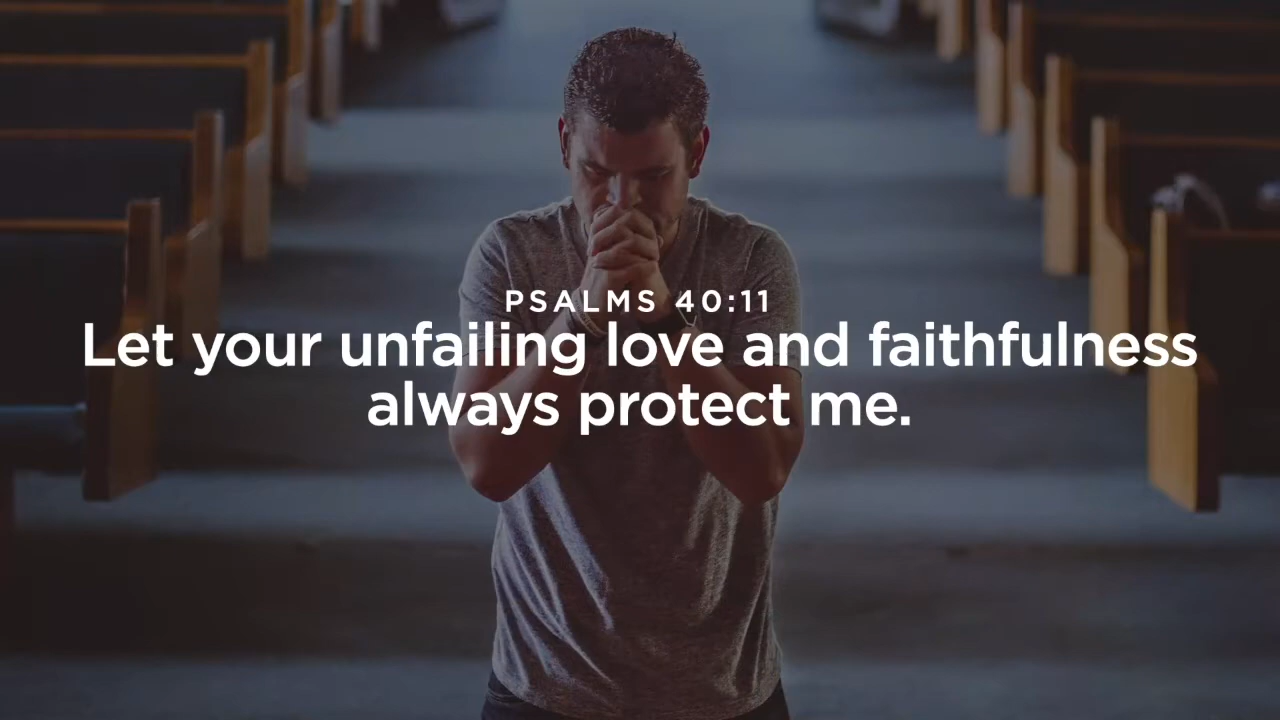 PSALMS 40:11
Let your unfailing love and faithfulness
always protect me.